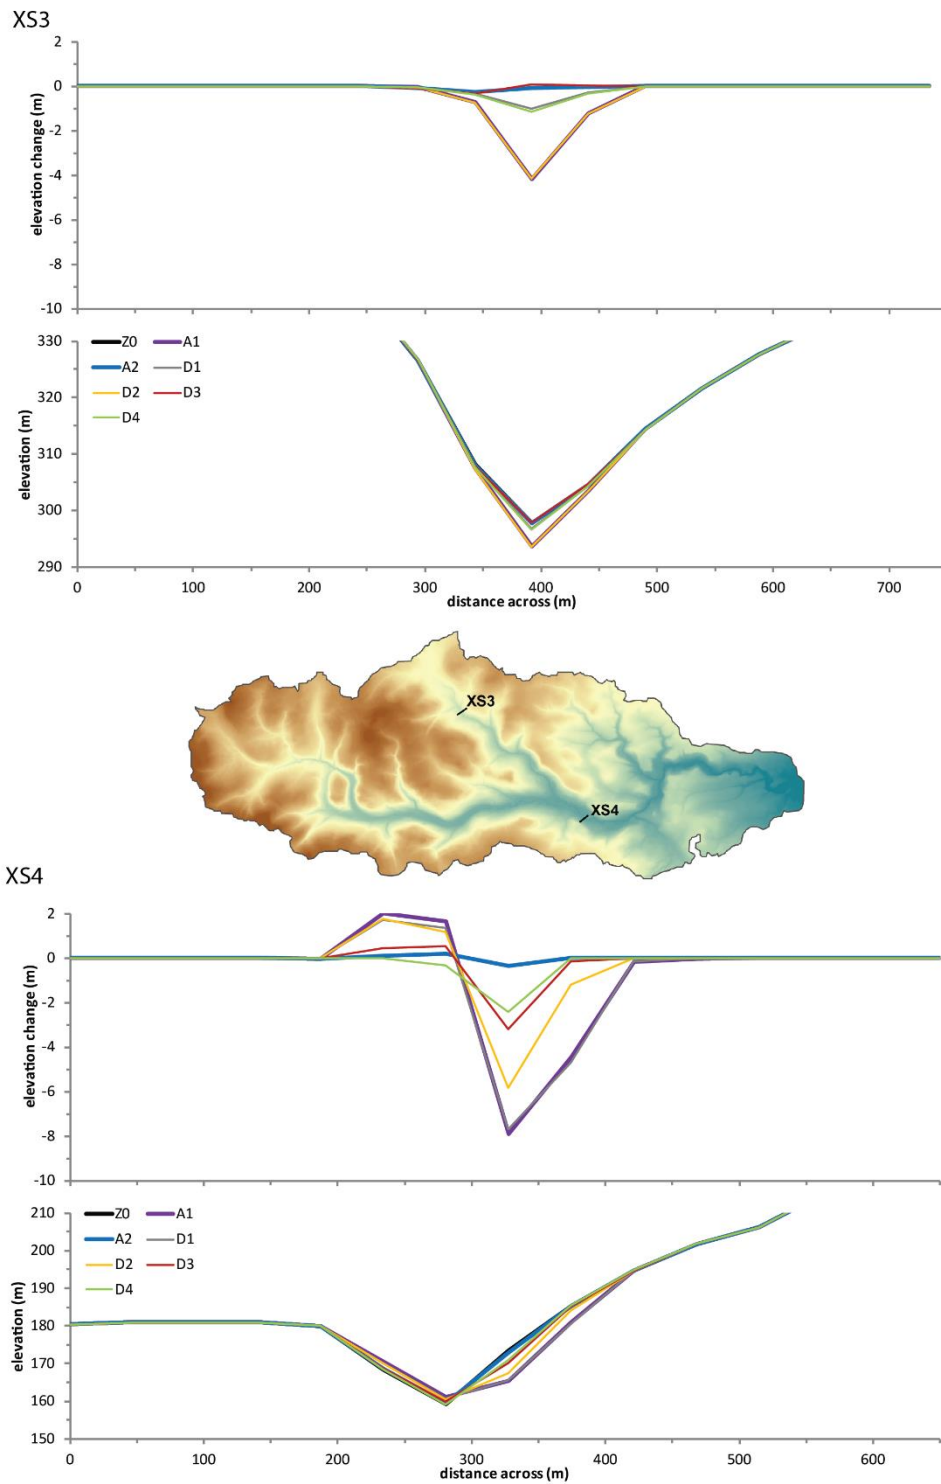 XS3
2
0
-2
-4
-6
-8
-10
elevation change (m)
330
320
310
300
290
elevation (m)
Z0 A1
A2 D1
D2 D3
D4
0 100 200 300 400 500 600 700
distance across (m)
XS3
XS4
XS4
2
0
-2
-4
-6
-8
-10
elevation change (m)
210
200
190
180
170
160
150
elevation (m)
Z0 A1
A2 D1
D2 D3
D4
0 100 200 300 400 500 600
distance across (m)